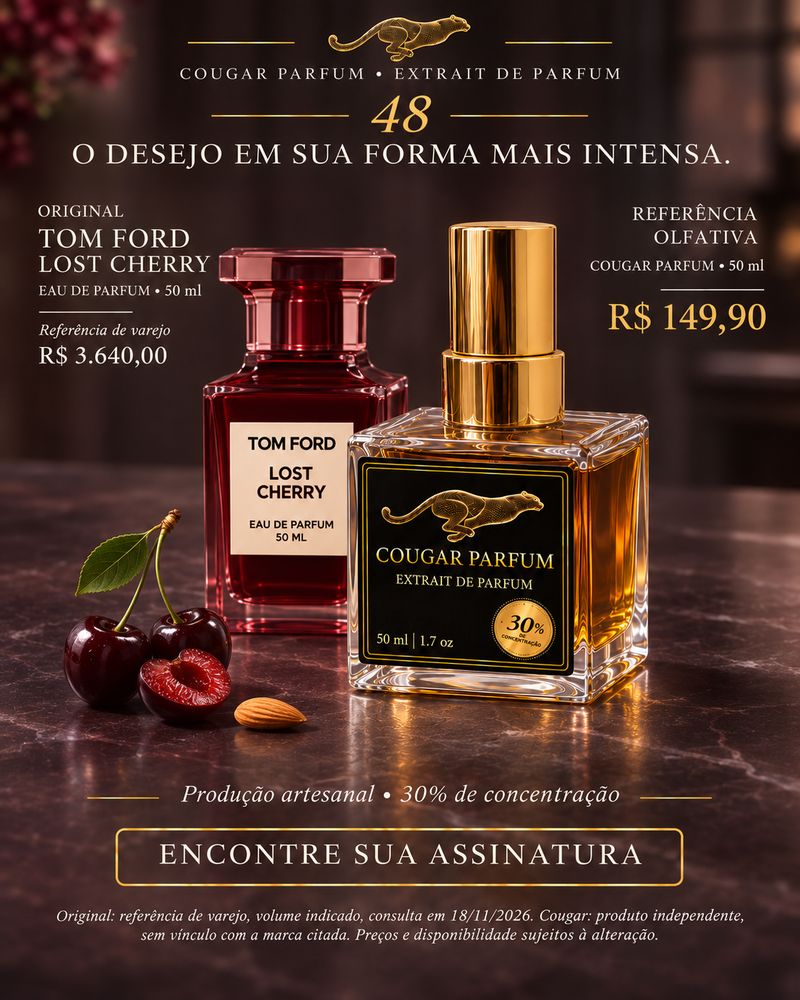 COUGAR PARFUM • EXTRAIT DE PARFUM
48
O DESEJO EM SUA FORMA MAIS INTENSA.
ORIGINAL
TOM FORD
LOST CHERRY
EAU DE PARFUM • 50 ml
Referência de varejo
R$ 3.640,00
REFERÊNCIA
OLFATIVA
COUGAR PARFUM • 50 ml
R$ 149,90
TOM FORD
LOST
CHERRY
EAU DE PARFUM
50 ML
COUGAR PARFUM
EXTRAIT DE PARFUM
30%
DE
CONCENTRAÇÃO
50 ml | 1.7 oz
Produção artesanal • 30% de concentração
ENCONTRE SUA ASSINATURA
Original: referência de varejo, volume indicado, consulta em 18/11/2026. Cougar: produto independente,
sem vínculo com a marca citada. Preços e disponibilidade sujeitos à alteração.